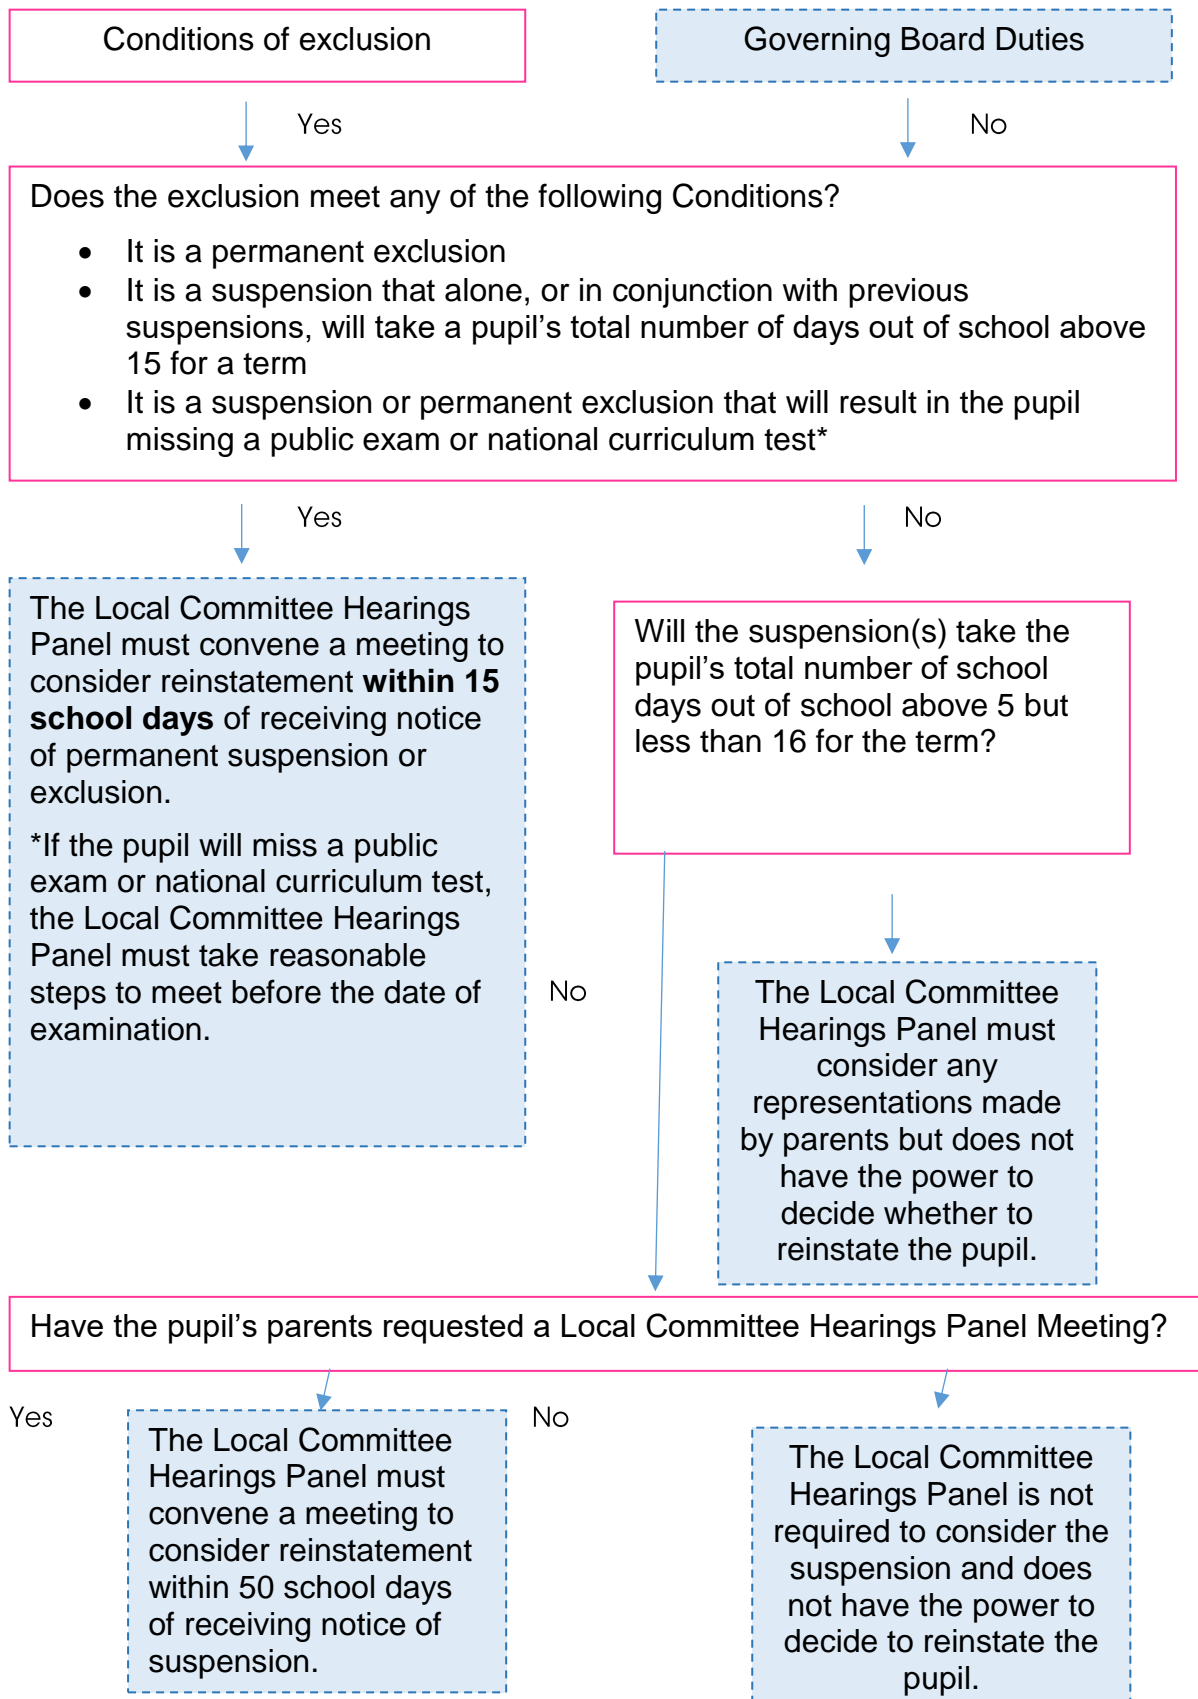 Conditions of exclusion
Governing Board Duties
Yes
No
Does the exclusion meet any of the following Conditions?
• It is a permanent exclusion
• It is a suspension that alone, or in conjunction with previous
suspensions, will take a pupil’s total number of days out of school above
15 for a term
• It is a suspension or permanent exclusion that will result in the pupil
missing a public exam or national curriculum test*
Yes
No
The Local Committee Hearings
Panel must convene a meeting to
consider reinstatement within 15
school days of receiving notice
of permanent suspension or
exclusion.
*If the pupil will miss a public
exam or national curriculum test,
the Local Committee Hearings
Panel must take reasonable
steps to meet before the date of
examination.
Will the suspension(s) take the
pupil’s total number of school
days out of school above 5 but
less than 16 for the term?
No
The Local Committee
Hearings Panel must
consider any
representations made
by parents but does not
have the power to
decide whether to
reinstate the pupil.
Have the pupil’s parents requested a Local Committee Hearings Panel Meeting?
Yes
The Local Committee
Hearings Panel must
convene a meeting to
consider reinstatement
within 50 school days
of receiving notice of
suspension.
No
The Local Committee
Hearings Panel is not
required to consider the
suspension and does
not have the power to
decide to reinstate the
pupil.